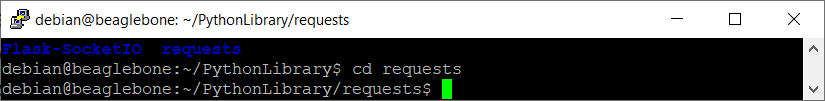 debian@beaglebone: ~/PythonLibrary/requests
Flask-SocketIO  requests
debian@beaglebone:~/PythonLibrary$ cd requests
debian@beaglebone:~/PythonLibrary/requests$